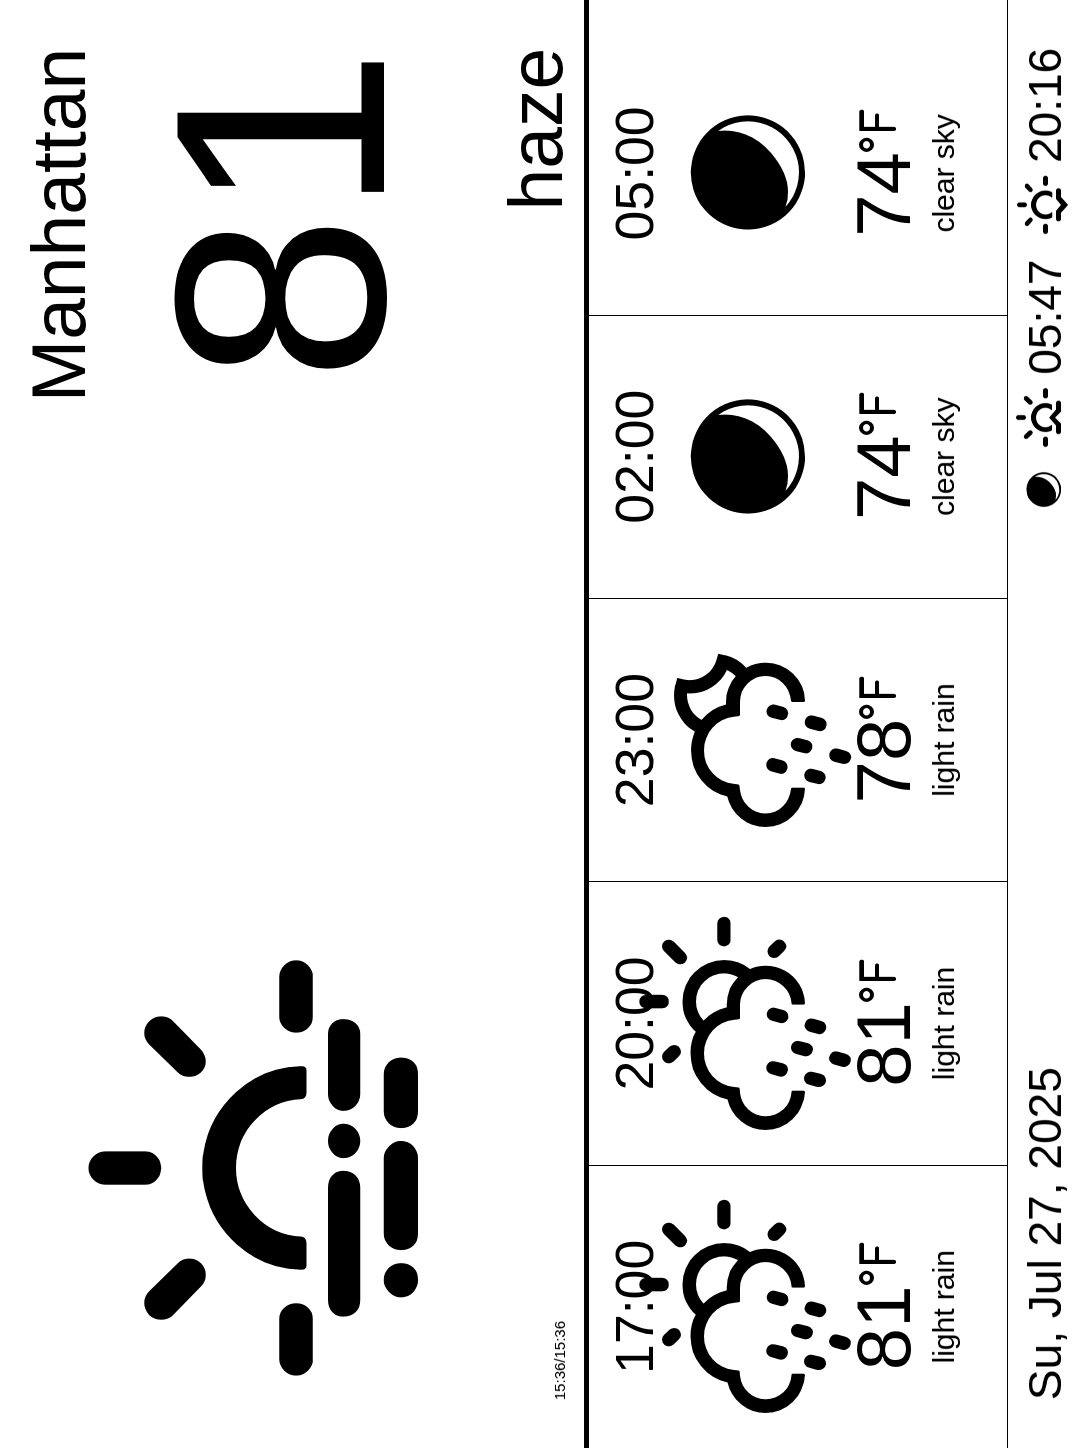 Manhattan
81
haze
15:36/15:36
17:00 20:00 23:00 02:00 05:00
81°F 81°F 78°F 74°F 74°F
light rain light rain light rain clear sky clear sky
Su, Jul 27, 2025 05:47 20:16